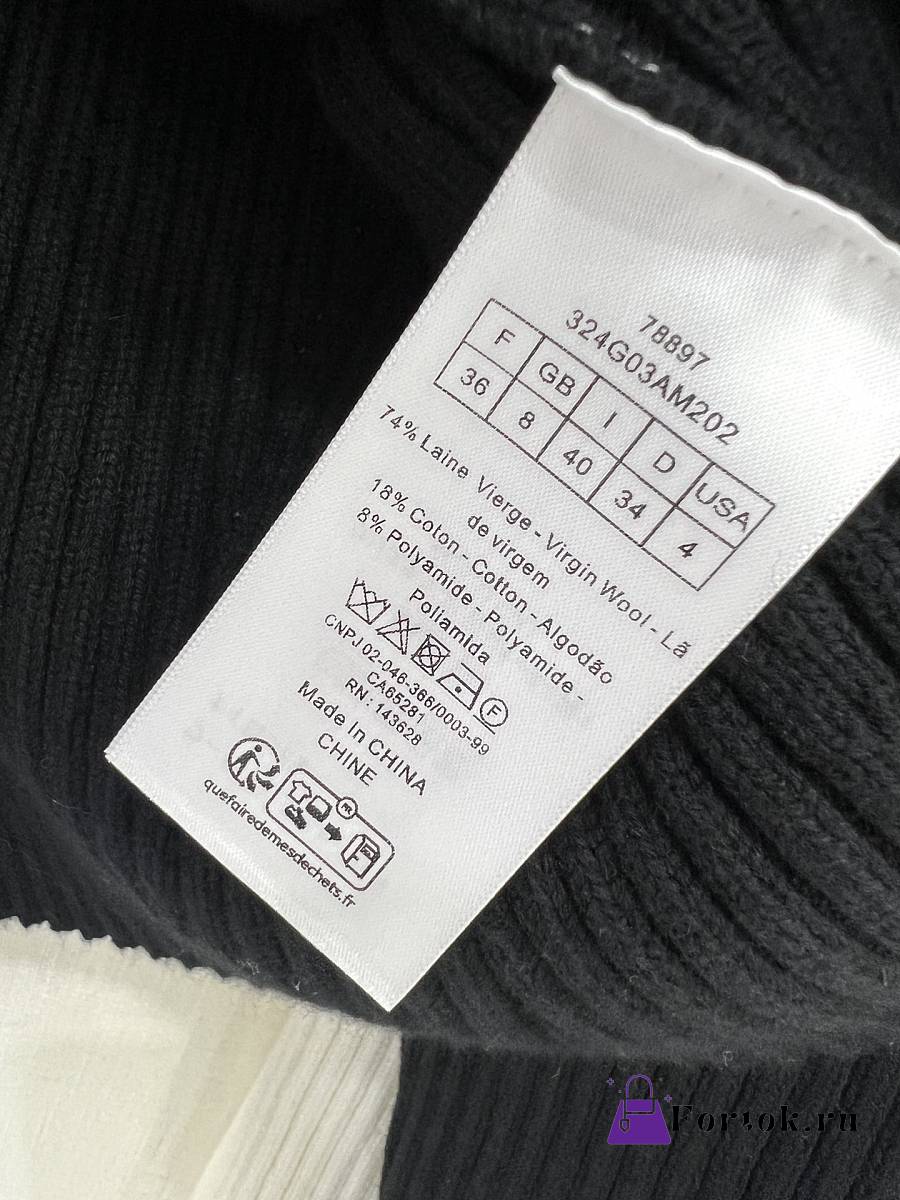 78897
324G03AM202
F GB I D USA
36 8 40 34 4
74% Laine Vierge - Virgin Wool - Lã
de virgem
18% Coton - Cotton - Algodão
8% Polyamide - Polyamide -
Poliamida
F
CNPJ 02-046-366/0003-99
CA65281
RN: 143628
Made In CHINA
CHINE
FR
quefairedemesdechets.fr
Fortok.ru